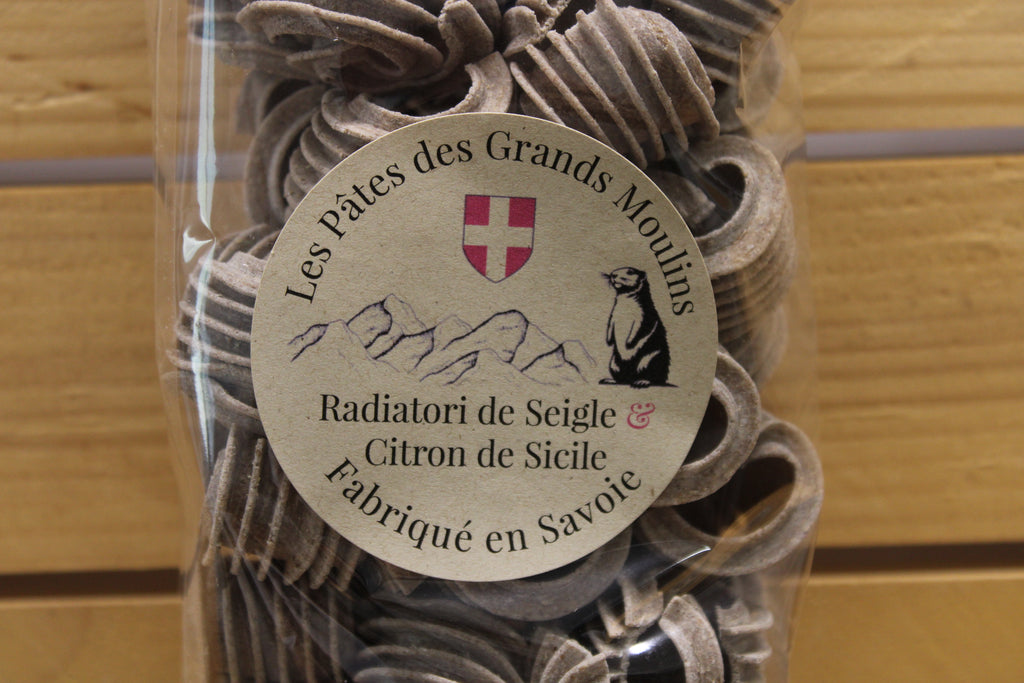 Les Pâtes des Grands Moulins
Radiatori de Seigle &
Citron de Sicile
Fabriqué en Savoie